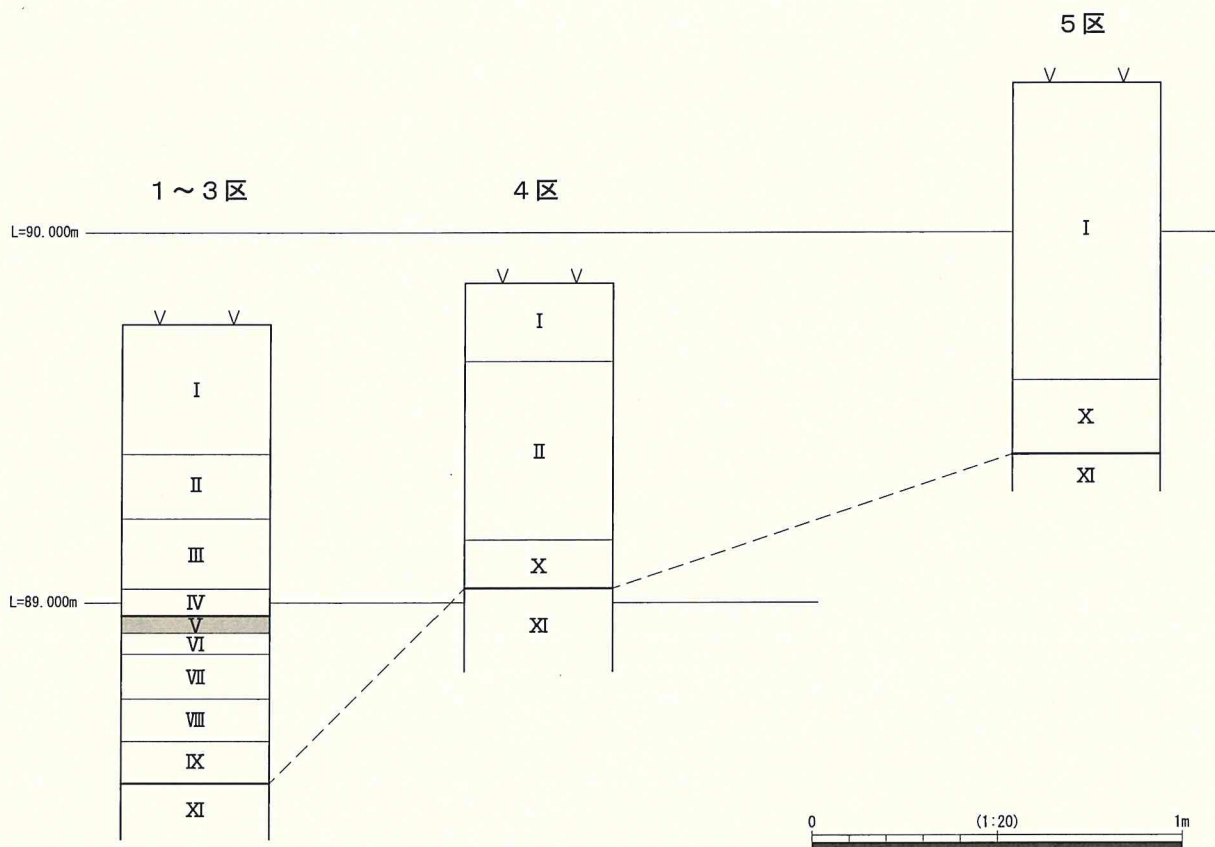 5区
1～3区
4区
L=90.000m
I
I
I
II
II
X
III
XI
X
L=89.000m
IV
V
XI
VI
VII
VIII
IX
XI
0 (1:20) 1m